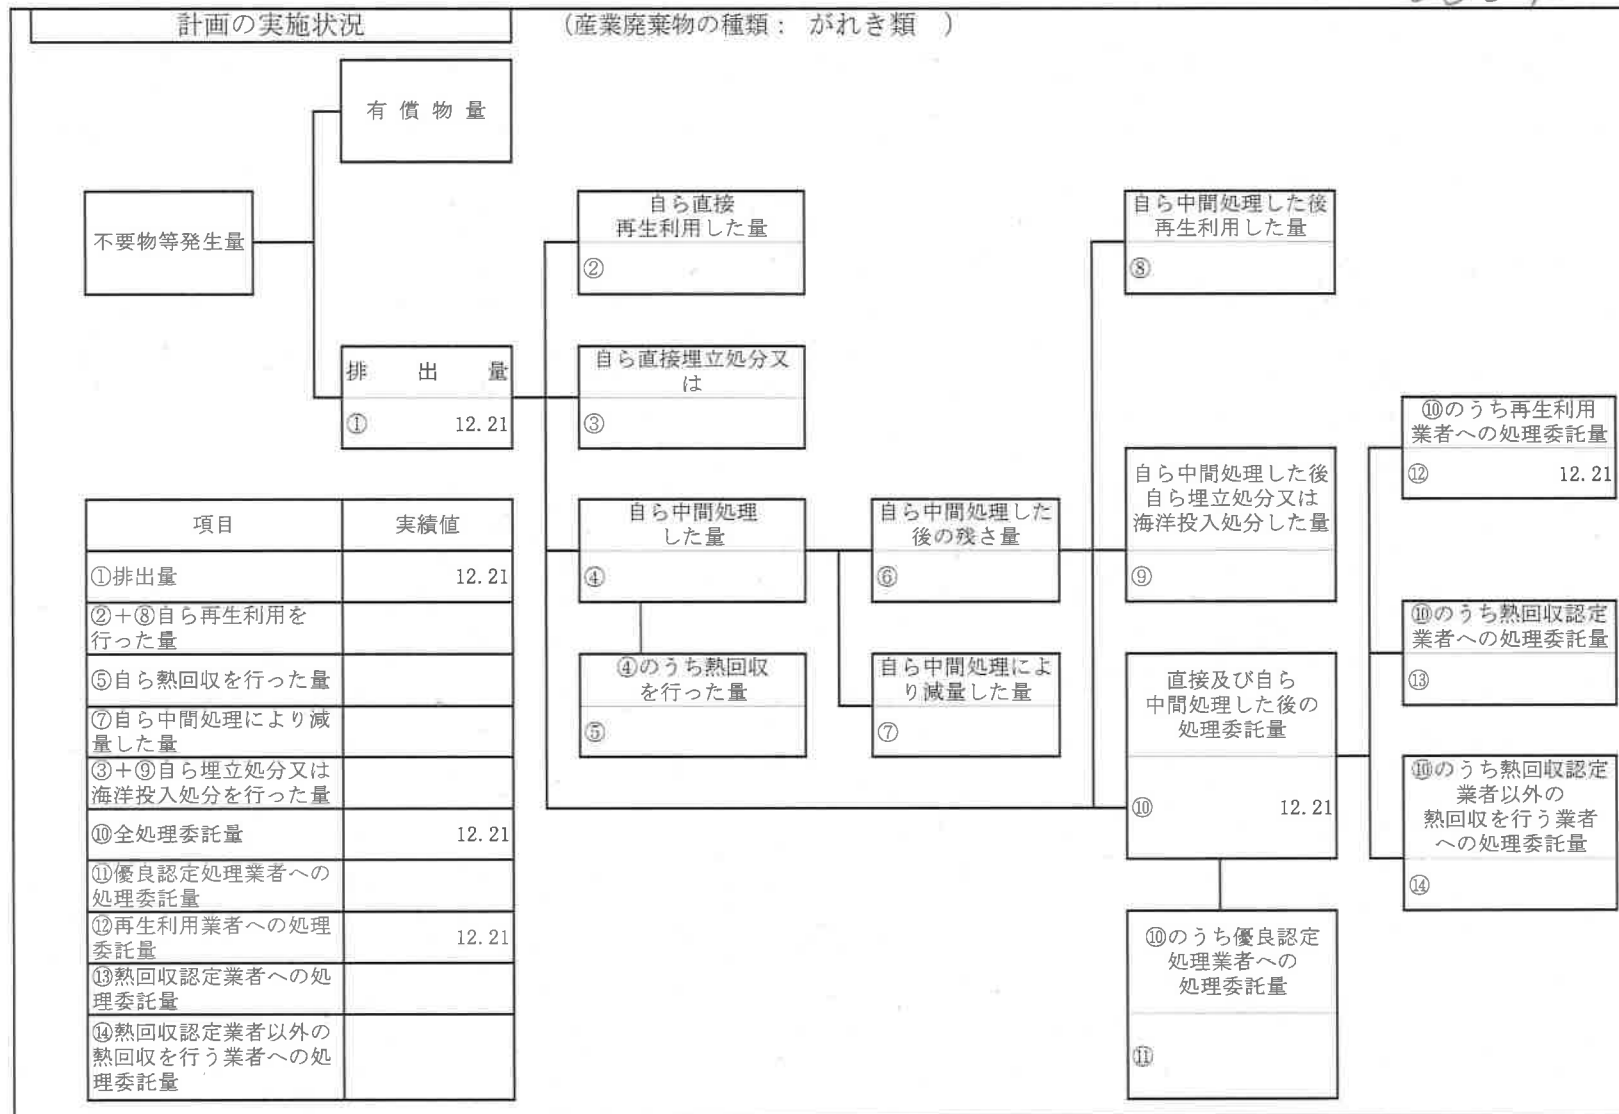 計画の実施状況 （産業廃棄物の種類： がれき類 ）
有償物量
不要物等発生量
自ら直接
再生利用した量
②
自ら中間処理した後
再生利用した量
⑧
排出量
① 12.21
自ら直接埋立処分又
は
③
⑩のうち再生利用
業者への処理委託量
⑫ 12.21
自ら中間処理
した量
④
自ら中間処理した
後の残さ量
⑥
自ら中間処理した後
自ら埋立処分又は
海洋投入処分した量
⑨
⑩のうち熱回収認定
業者への処理委託量
⑬
④のうち熱回収
を行った量
⑤
自ら中間処理によ
り減量した量
⑦
直接及び自ら
中間処理した後の
処理委託量
⑩ 12.21
⑩のうち熱回収認定
業者以外の
熱回収を行う業者
への処理委託量
⑭
⑩のうち優良認定
処理業者への
処理委託量
⑪
項目 実績値
①排出量 12.21
②＋⑧自ら再生利用を
行った量
⑤自ら熱回収を行った量
⑦自ら中間処理により減
量した量
③＋⑨自ら埋立処分又は
海洋投入処分を行った量
⑩全処理委託量 12.21
⑪優良認定処理業者への
処理委託量
⑫再生利用業者への処理
委託量 12.21
⑬熱回収認定業者への処
理委託量
⑭熱回収認定業者以外の
熱回収を行う業者への処
理委託量